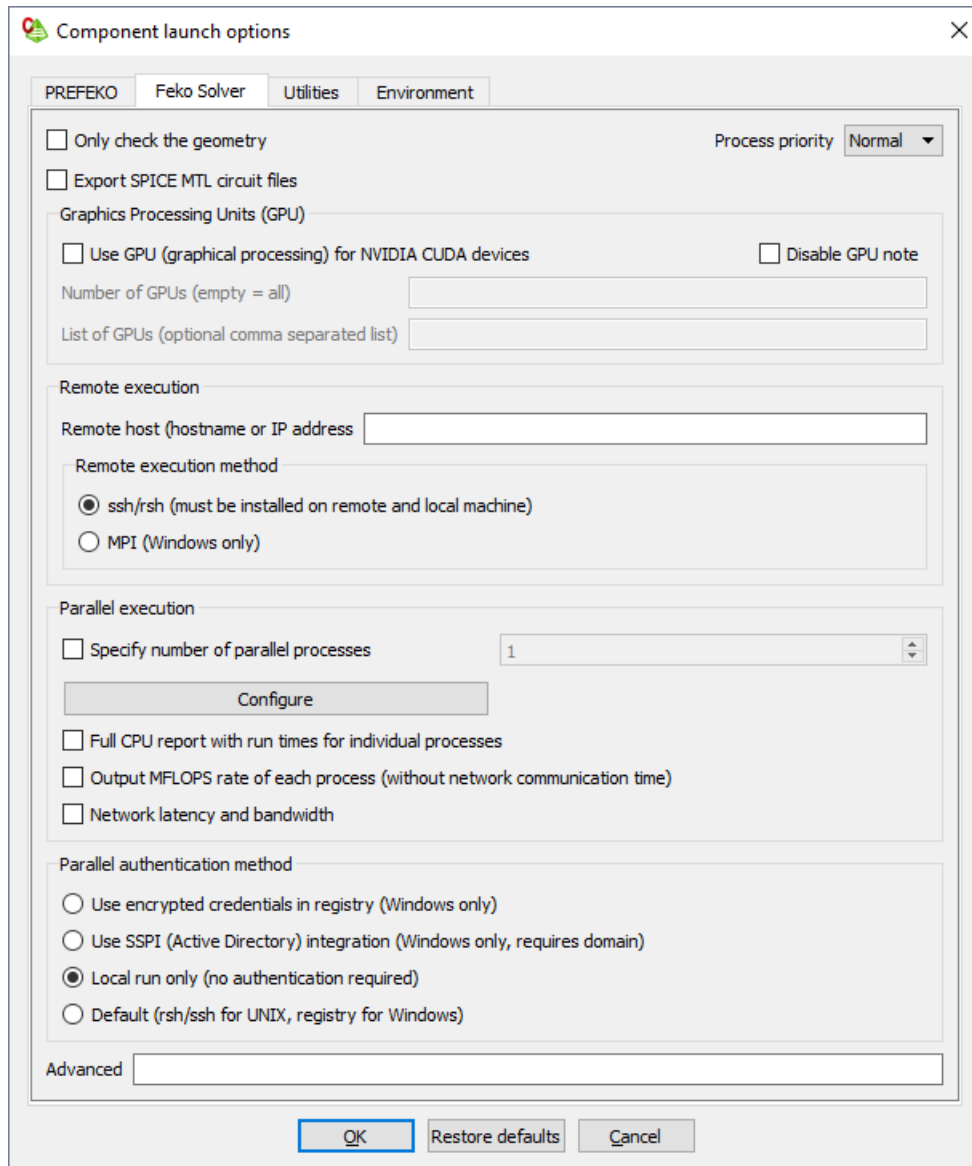 Component launch options
PREFEKO Feko Solver Utilities Environment
Only check the geometry Process priority Normal
Export SPICE MTL circuit files
Graphics Processing Units (GPU)
Use GPU (graphical processing) for NVIDIA CUDA devices Disable GPU note
Number of GPUs (empty = all)
List of GPUs (optional comma separated list)
Remote execution
Remote host (hostname or IP address
Remote execution method
ssh/rsh (must be installed on remote and local machine)
MPI (Windows only)
Parallel execution
Specify number of parallel processes 1
Configure
Full CPU report with run times for individual processes
Output MFLOPS rate of each process (without network communication time)
Network latency and bandwidth
Parallel authentication method
Use encrypted credentials in registry (Windows only)
Use SSPI (Active Directory) integration (Windows only, requires domain)
Local run only (no authentication required)
Default (rsh/ssh for UNIX, registry for Windows)
Advanced
OK Restore defaults Cancel